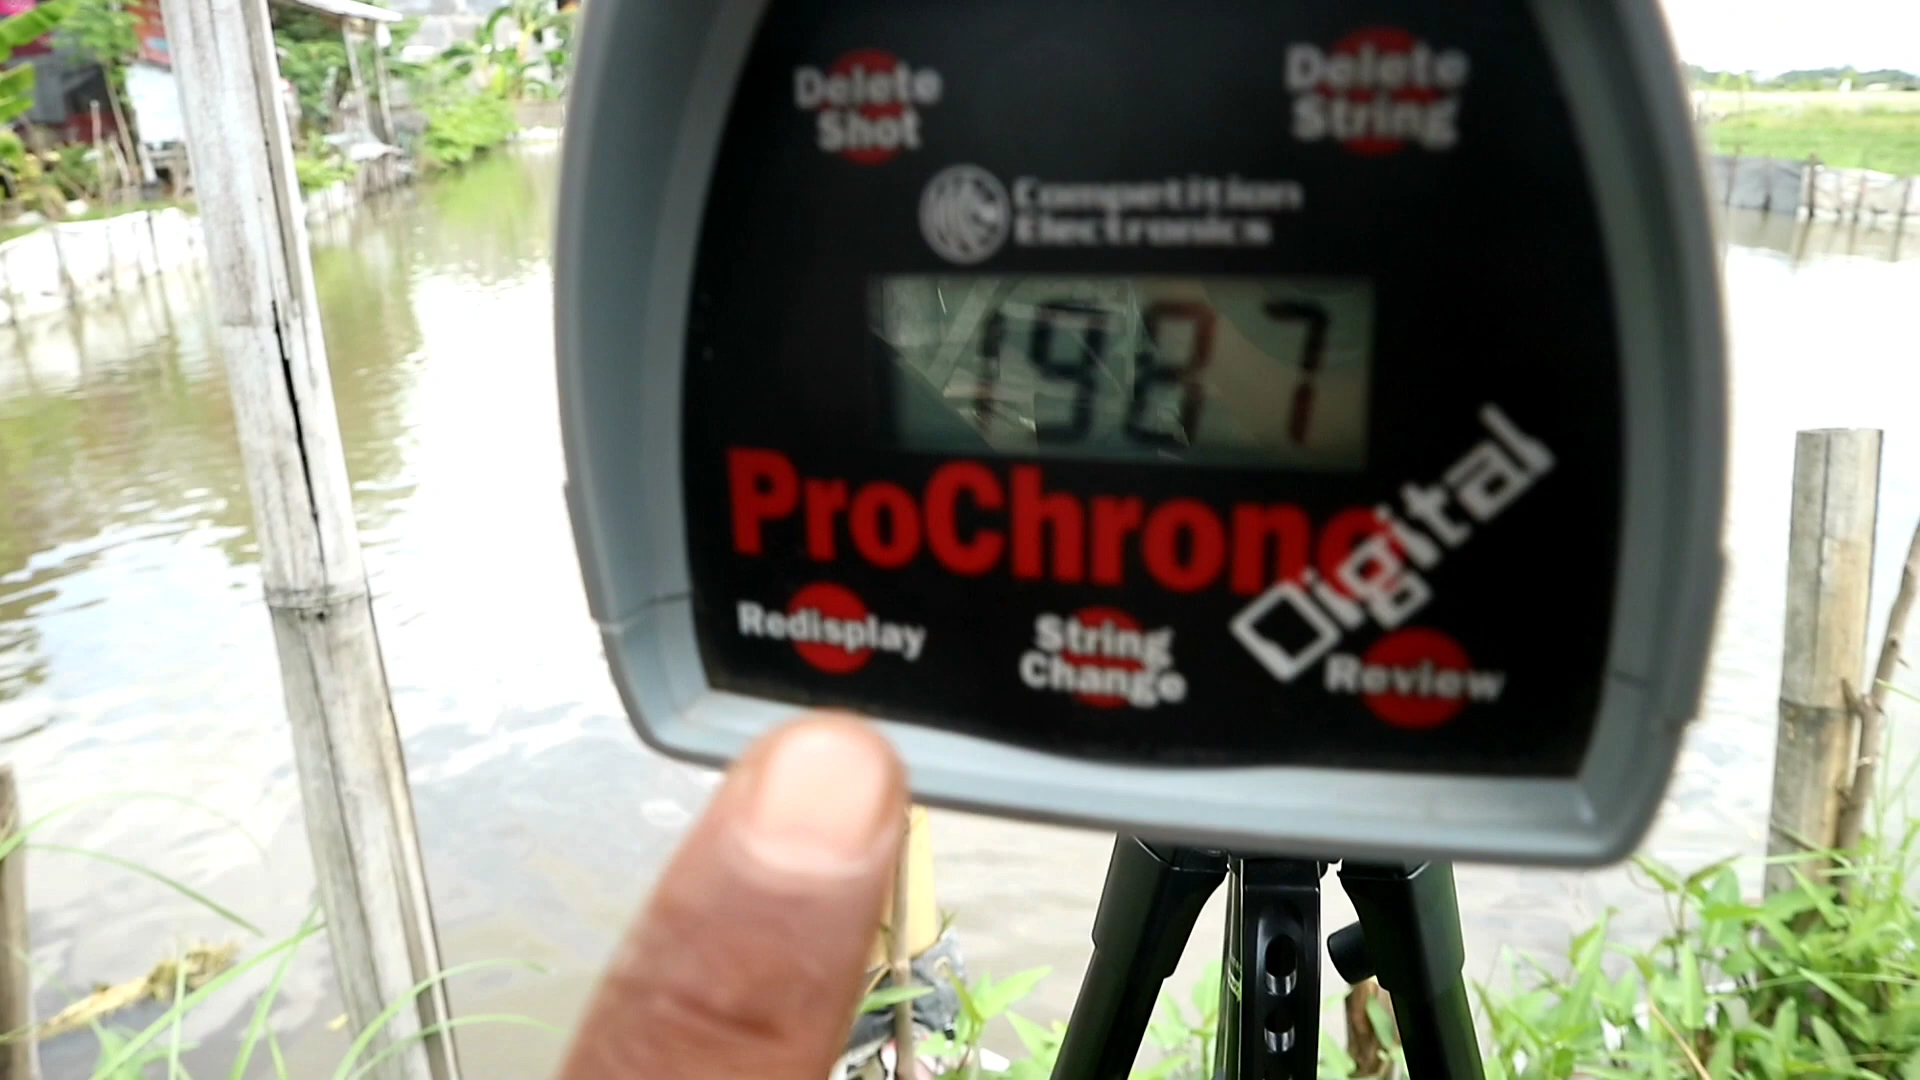 Delete
Shot
Delete
String
Competition
Electronics
1987
ProChrono
Digital
Redisplay
String
Change
Review